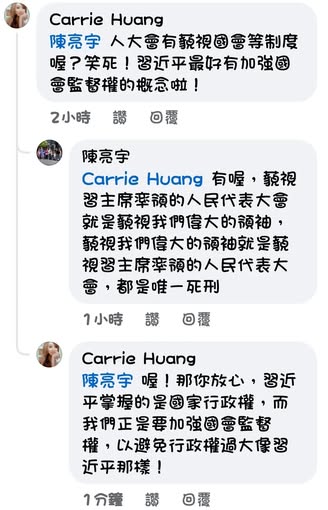 Carrie Huang
陳亮宇 人大會有藐視國會等制度
喔？笑死！習近平最好有加強國
會監督權的概念啦！
2小時 讚 回覆
陳亮宇
Carrie Huang 有喔，藐視
習主席率領的人民代表大會
就是藐視我們偉大的領袖，
藐視我們偉大的領袖就是藐
視習主席率領的人民代表大
會，都是唯一死刑
1小時 讚 回覆
Carrie Huang
陳亮宇 喔！那你放心，習近
平掌握的是國家行政權，而
我們正是要加強國會監督
權，以避免行政權過大像習
近平那樣！
1分鐘 讚 回覆